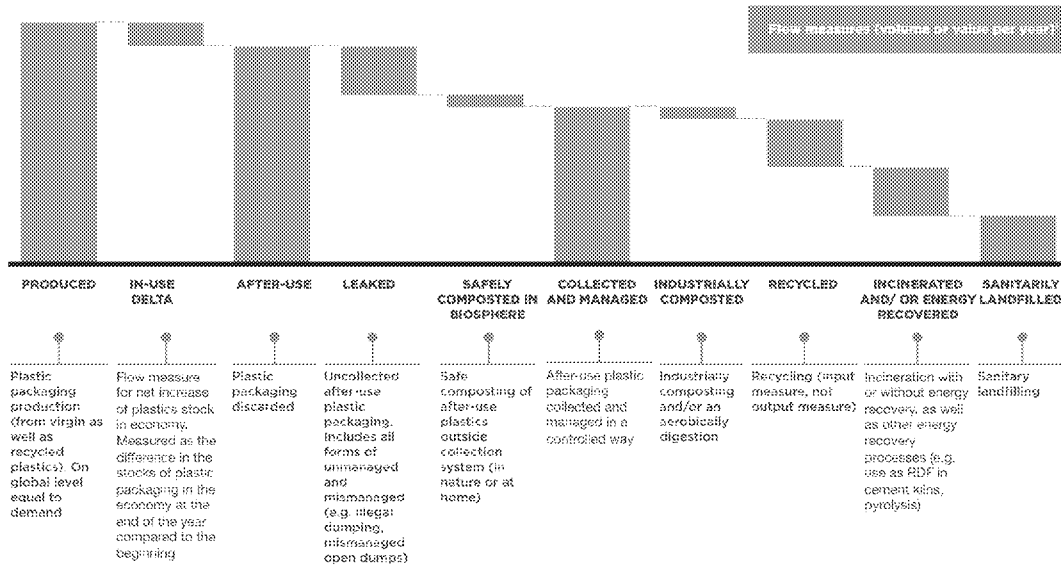 Flow measures (volume or value per year)
PRODUCED
IN-USE
DELTA
AFTER-USE
LEAKED
SAFELY
COMPOSTED IN
BIOSPHERE
COLLECTED
AND MANAGED
INDUSTRIALLY
COMPOSTED
RECYCLED
INCINERATED
AND/ OR ENERGY
RECOVERED
SANITARILY
LANDFILLED
Plastic
packaging
production
(from virgin as
well as
recycled
plastics). On
global level
equal to
demand
Flow measure
for net increase
of plastics stock
in economy.
Measured as the
difference in the
stocks of plastic
packaging in the
economy at the
end of the year
compared to the
beginning
Plastic
packaging
discarded
Uncollected
after-use
plastic
packaging.
Includes all
forms of
unmanaged
and
mismanaged
(e.g. illegal
dumping,
mismanaged
open dumps)
Safe
composting of
after-use
plastics
outside
collection
system (in
nature or at
home)
After-use plastic
packaging
collected and
managed in a
controlled way
Industrially
composting
and/or an
aerobically
digestion
Recycling (input
measure, not
output measure)
Incineration with
or without energy
recovery, as well
as other energy
recovery
processes (e.g.
use as RDF in
cement kilns,
pyrolysis)
Sanitary
landfilling